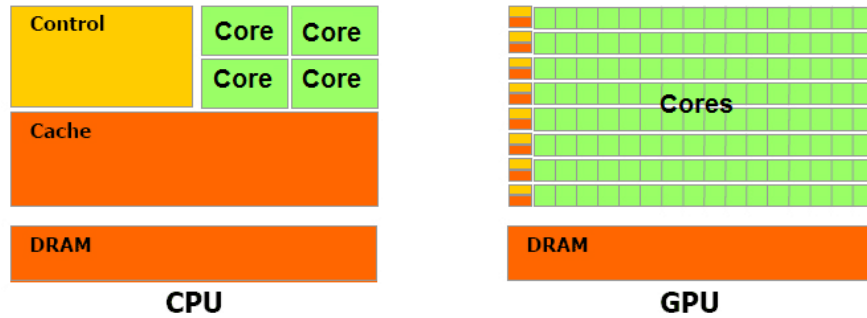 Control
Core Core
Core Core
Cache
DRAM
CPU
Cores
DRAM
GPU